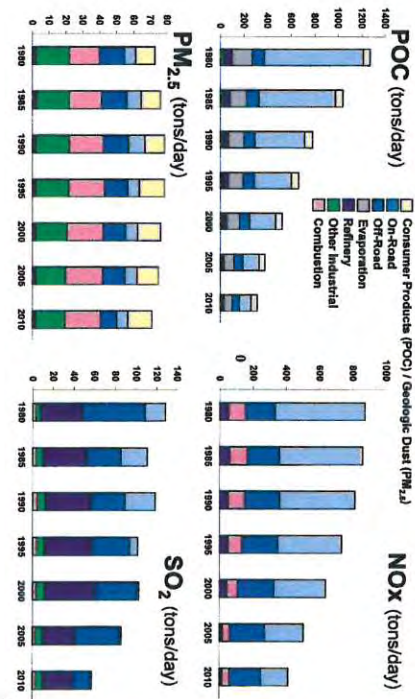 POC (tons/day)
1400
1200
1000
800
600
400
200
0
1980 1985 1990 1995 2000 2005 2010
Consumer Products (POC) / Geologic Dust (PM2.5)
On-Road
Off-Road
Evaporation
Refinery
Other Industrial
Combustion
NOx (tons/day)
1000
800
600
400
200
0
0
1980 1985 1990 1995 2000 2005 2010
PM2.5 (tons/day)
80
70
60
50
40
30
20
10
0
1980 1985 1990 1995 2000 2005 2010
SO2 (tons/day)
140
120
100
80
60
40
20
0
1980 1985 1990 1995 2000 2005 2010